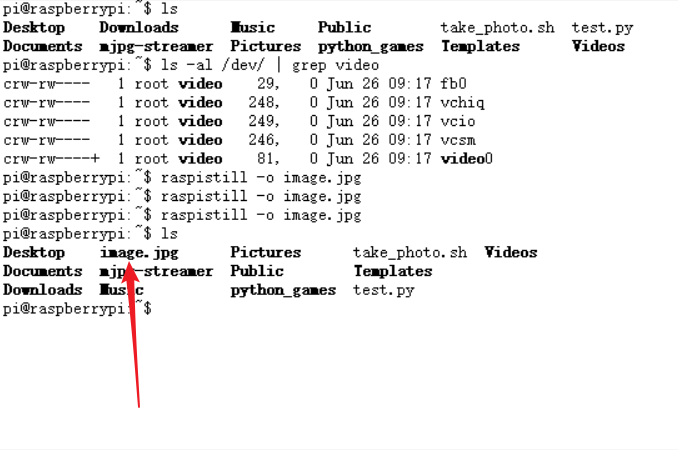 pi@raspberrypi:~$ ls
Desktop    Downloads      Music     Public        take_photo.sh  test.py
Documents  mjpg-streamer  Pictures  python_games  Templates      Videos
pi@raspberrypi:~$ ls -al /dev/ | grep video
crw-rw----   1 root video    29,   0 Jun 26 09:17 fb0
crw-rw----   1 root video   248,   0 Jun 26 09:17 vchiq
crw-rw----   1 root video   249,   0 Jun 26 09:17 vcio
crw-rw----   1 root video   246,   0 Jun 26 09:17 vcsm
crw-rw----+  1 root video    81,   0 Jun 26 09:17 video0
pi@raspberrypi:~$ raspistill -o image.jpg
pi@raspberrypi:~$ raspistill -o image.jpg
pi@raspberrypi:~$ raspistill -o image.jpg
pi@raspberrypi:~$ ls
Desktop    image.jpg      Pictures      take_photo.sh  Videos
Documents  mjpg-streamer  Public        Templates
Downloads  Music          python_games  test.py
pi@raspberrypi:~$